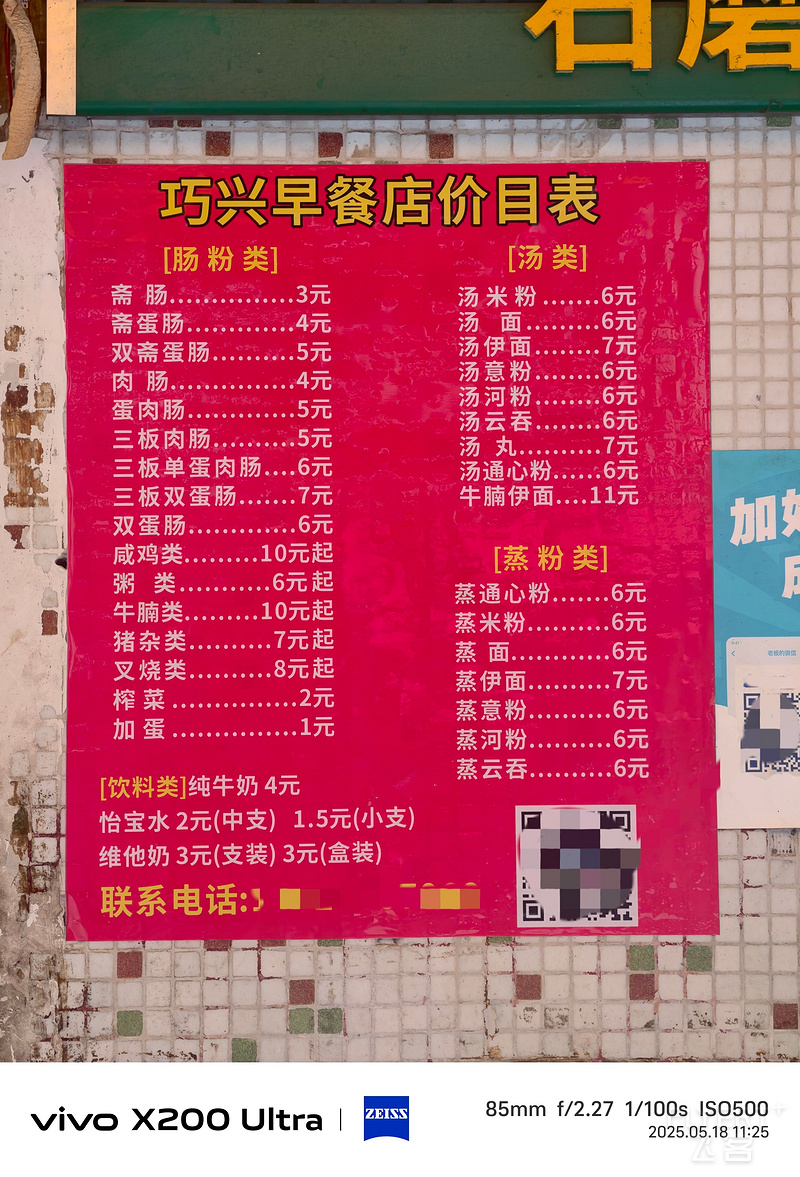 石磨
巧兴早餐店价目表
[肠粉类]
斋 肠...............3元
斋蛋肠.............4元
双斋蛋肠..........5元
肉 肠...............4元
蛋肉肠.............5元
三板肉肠..........5元
三板单蛋肉肠....6元
三板双蛋肠.......7元
双蛋肠.............6元
咸鸡类.........10元起
粥 类...........6元起
牛腩类.........10元起
猪杂类..........7元起
叉烧类..........8元起
榨菜...............2元
加蛋...............1元
[汤类]
汤米粉.......6元
汤 面.........6元
汤伊面........7元
汤意粉........6元
汤河粉........6元
汤云吞........6元
汤 丸..........7元
汤通心粉......6元
牛腩伊面....11元
[蒸粉类]
蒸通心粉.......6元
蒸米粉..........6元
蒸 面............6元
蒸伊面..........7元
蒸意粉..........6元
蒸河粉..........6元
蒸云吞..........6元
[饮料类]纯牛奶 4元
怡宝水 2元(中支) 1.5元(小支)
维他奶 3元(支装) 3元(盒装)
联系电话:
加
老板的微信
vivo X200 Ultra | ZEISS
85mm f/2.27 1/100s ISO500
2025.05.18 11:25